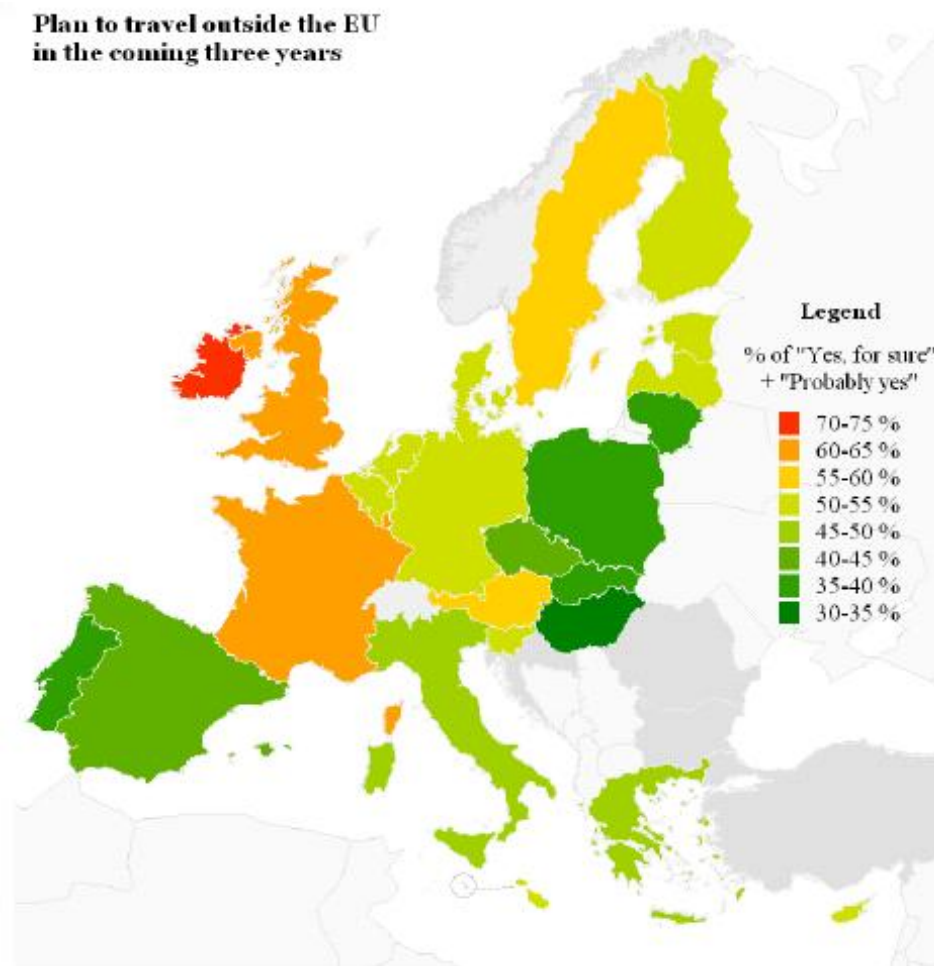 Plan to travel outside the EU
in the coming three years
Legend
% of "Yes, for sure"
+ "Probably yes"
70-75 %
60-65 %
55-60 %
50-55 %
45-50 %
40-45 %
35-40 %
30-35 %